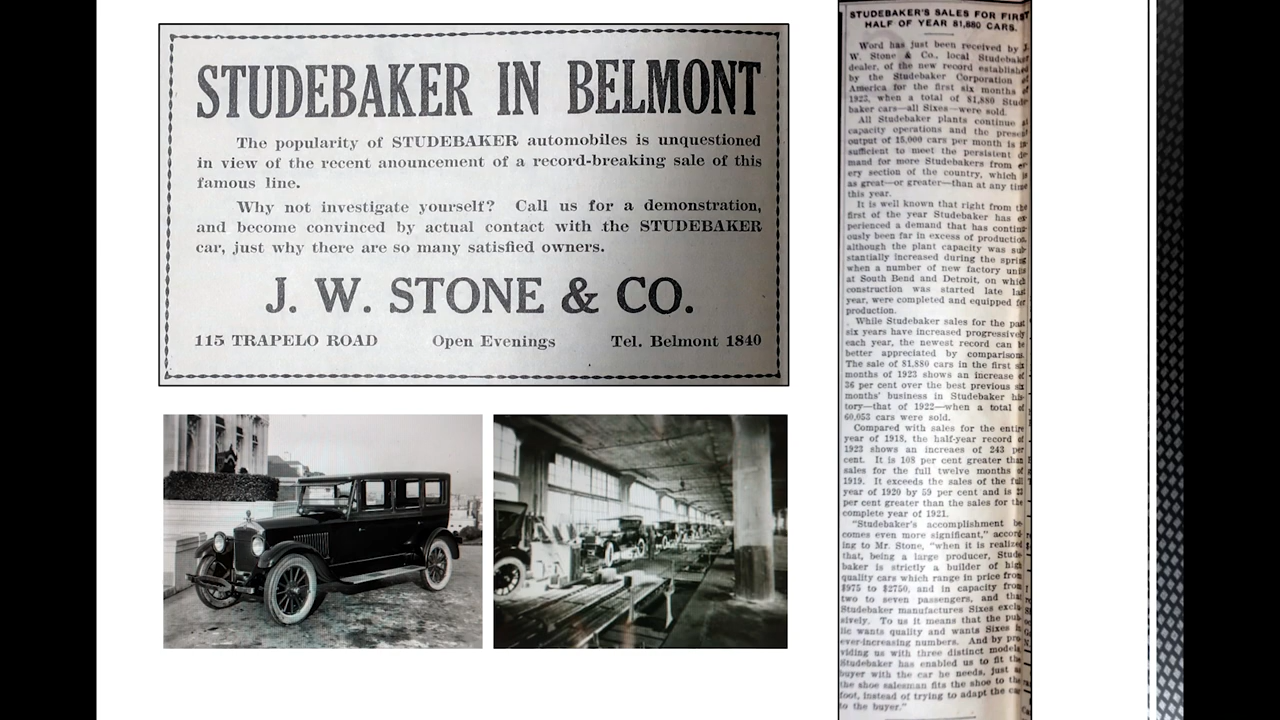 STUDEBAKER IN BELMONT
The popularity of STUDEBAKER automobiles is unquestioned
in view of the recent anouncement of a record-breaking sale of this
famous line.
Why not investigate yourself? Call us for a demonstration,
and become convinced by actual contact with the STUDEBAKER
car, just why there are so many satisfied owners.
J. W. STONE & CO.
115 TRAPELO ROAD Open Evenings Tel. Belmont 1840
STUDEBAKER'S SALES FOR FIRST
HALF OF YEAR 81,880 CARS.
Word has just been received by J.
W. Stone & Co., local Studebaker
dealer, of the new record established
by the Studebaker Corporation of
America for the first six months of
1923, when a total of 81,880 Stude-
baker cars—all Sixes—were sold.
All Studebaker plants continue at
capacity operations and the present
output of 15,000 cars per month is in-
sufficient to meet the persistent de-
mand for more Studebakers from ev-
ery section of the country, which is
as great—or greater—than at any time
this year.
It is well known that right from the
first of the year Studebaker has ex-
perienced a demand that has contin-
ously been far in excess of production,
although the plant capacity was sub-
stantially increased during the spring
when a number of new factory units
at South Bend and Detroit, on which
construction was started late last
year, were completed and equipped for
production.
While Studebaker sales for the past
six years have increased progressively
each year, the newest record can be
better appreciated by comparisons.
The sale of 81,880 cars in the first six
months of 1923 shows an increase of
36 per cent over the best previous six
months' business in Studebaker his-
tory—that of 1922—when a total of
60,053 cars were sold.
Compared with sales for the entire
year of 1918, the half-year record of
1923 shows an increaes of 243 per
cent. It is 108 per cent greater than
sales for the full twelve months of
1919. It exceeds the sales of the full
year of 1920 by 59 per cent and is
per cent greater than the sales for the
complete year of 1921.
"Studebaker's accomplishment be-
comes even more significant," accord-
ing to Mr. Stone, "when it is realized
that, being a large producer, Stude-
baker is strictly a builder of high
quality cars which range in price from
$975 to $2750, and in capacity from
two to seven passengers, and that
Studebaker manufactures Sixes exclu-
sively. To us it means that the pub-
lic wants quality and wants Sixes in
ever-increasing numbers. And by pro-
viding us with three distinct models
Studebaker has enabled us to fit the
buyer with the car he needs, just as
the shoe salesman fits the shoe to the
foot, instead of trying to adapt the car
to the buyer."